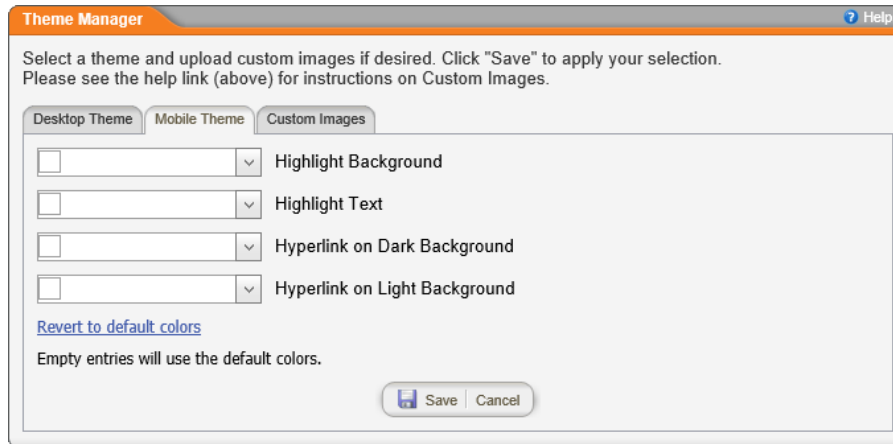 Theme Manager
Help
Select a theme and upload custom images if desired. Click "Save" to apply your selection.
Please see the help link (above) for instructions on Custom Images.
Desktop Theme Mobile Theme Custom Images
Highlight Background
Highlight Text
Hyperlink on Dark Background
Hyperlink on Light Background
Revert to default colors
Empty entries will use the default colors.
Save Cancel